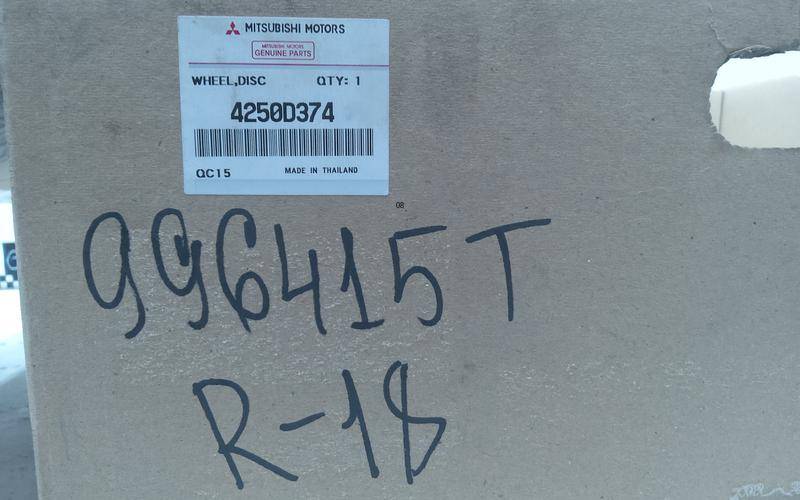 MITSUBISHI MOTORS
MITSUBISHI MOTORS
GENUINE PARTS
WHEEL,DISC QTY: 1
4250D374
QC15 MADE IN THAILAND
08
996415T
R-18